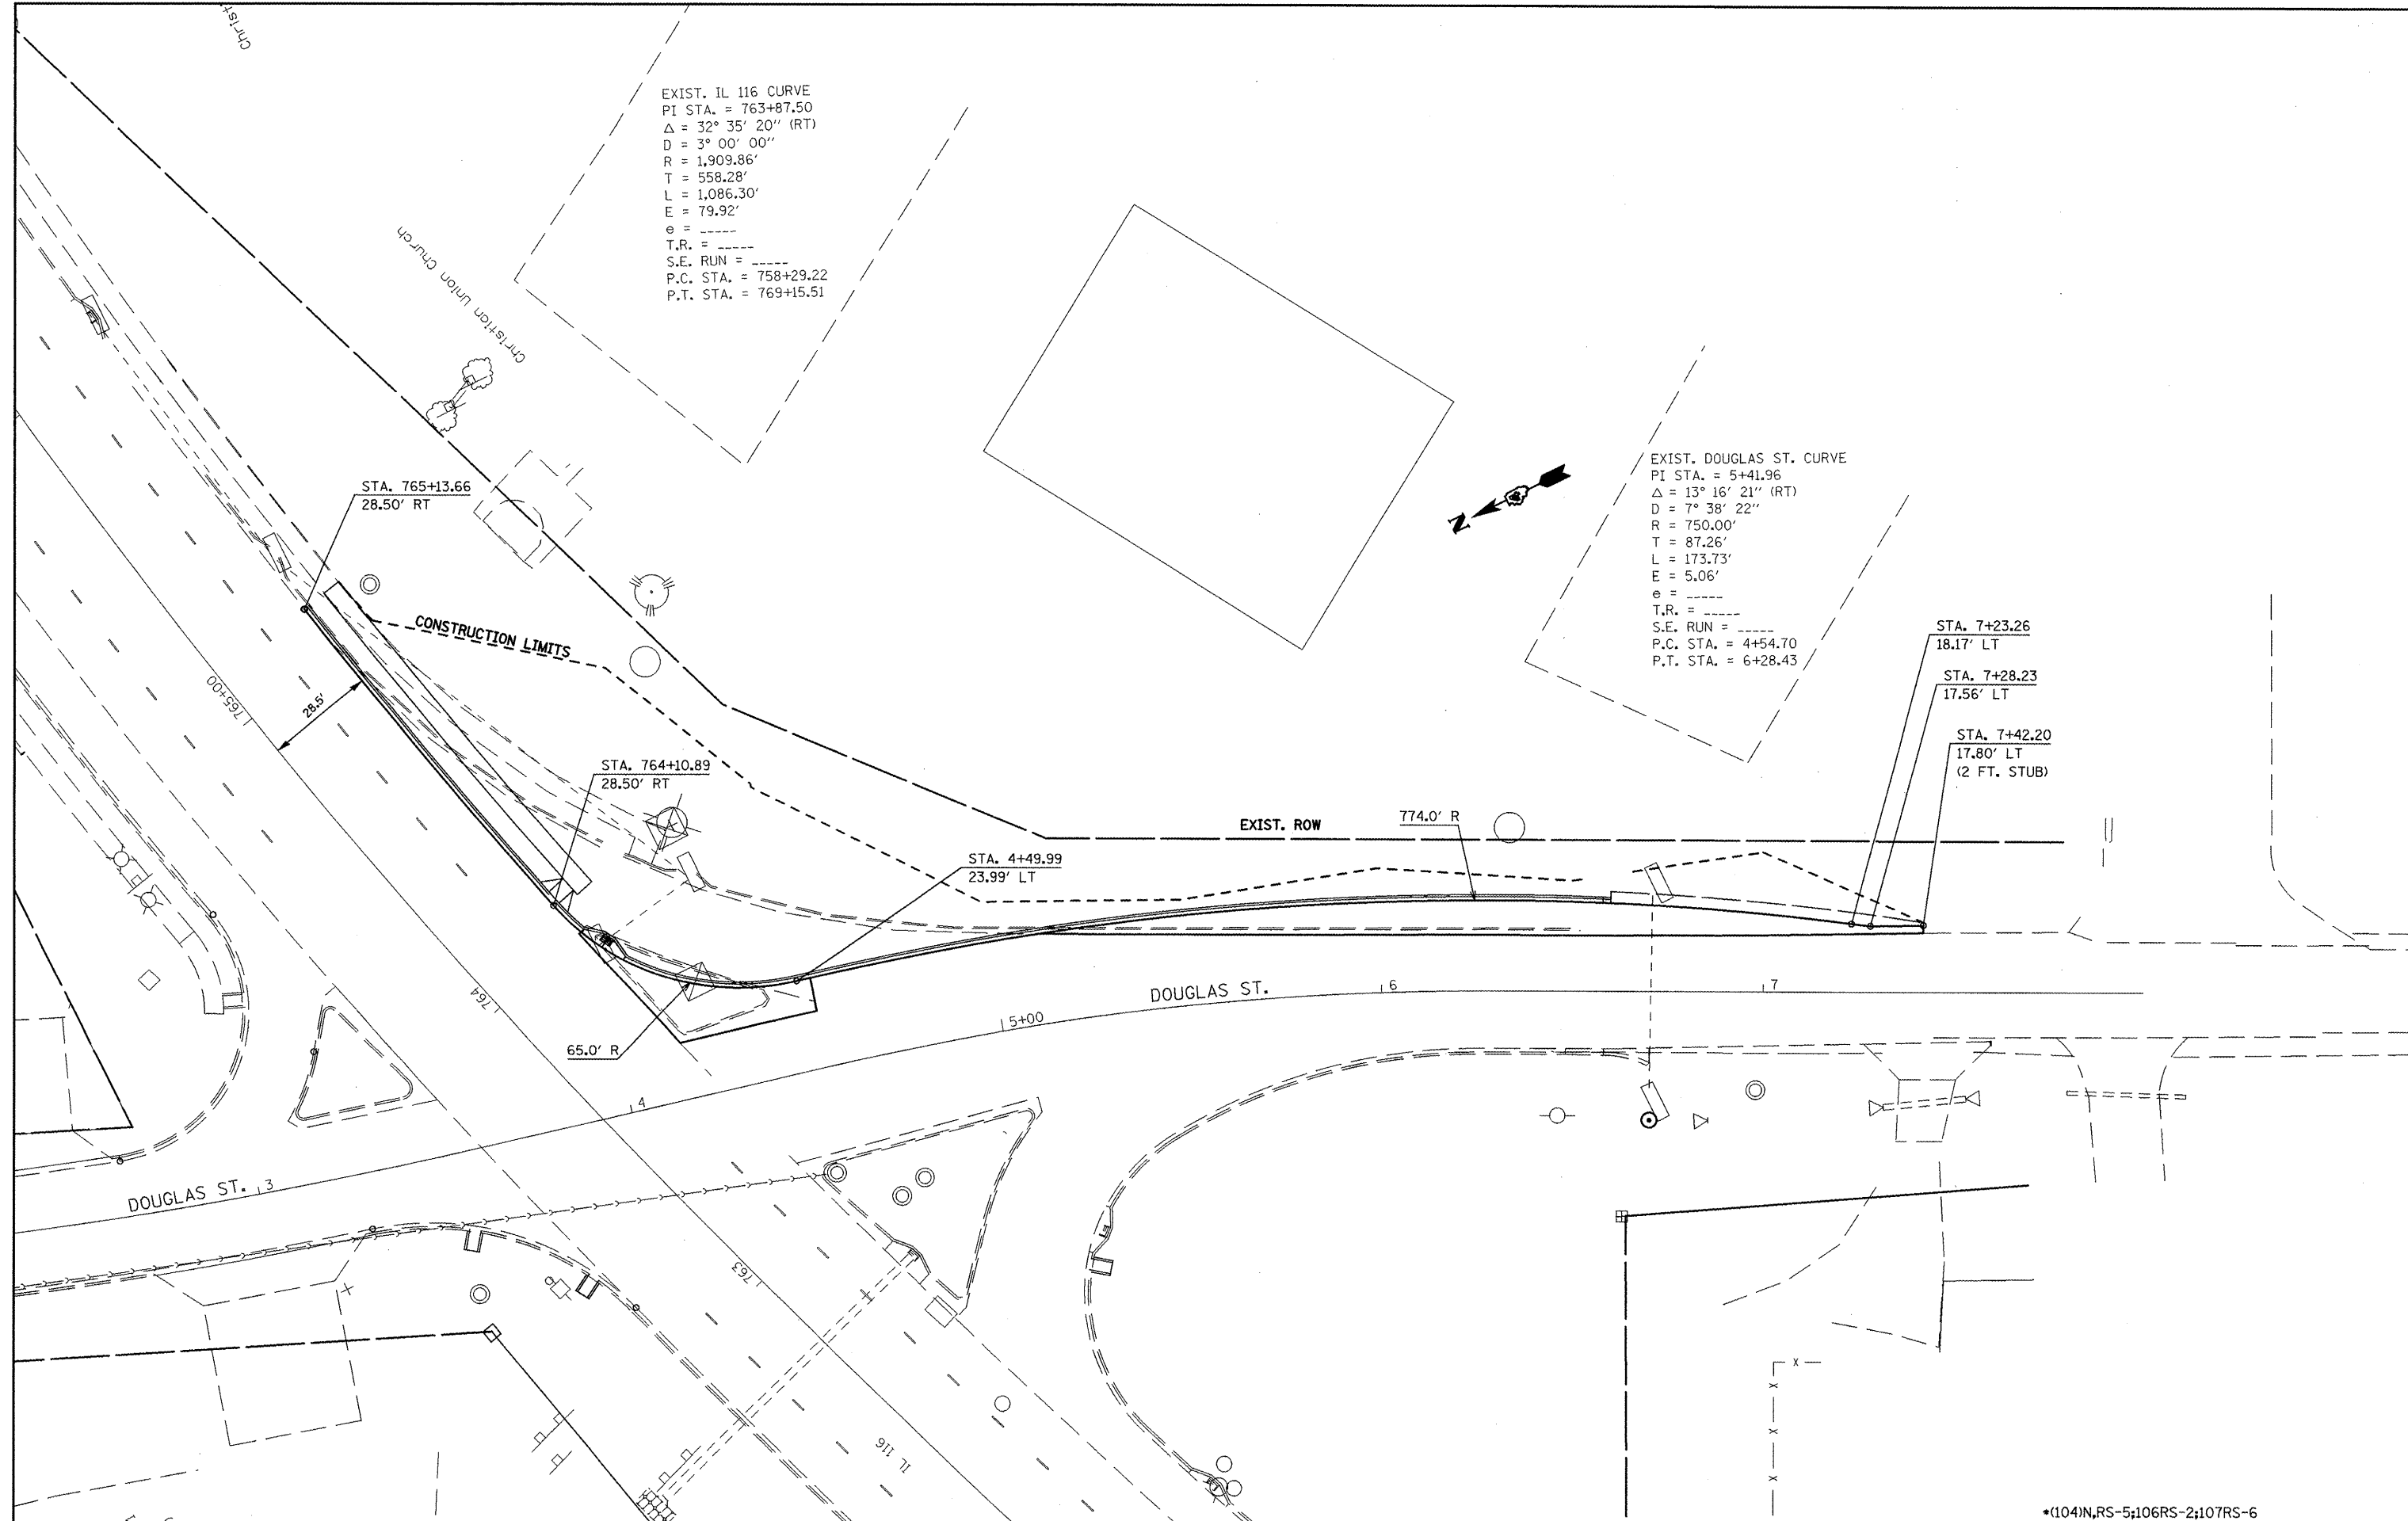 Christ
EXIST. IL 116 CURVE
PI STA. = 763+87.50
Δ = 32° 35' 20'' (RT)
D = 3° 00' 00''
R = 1,909.86'
T = 558.28'
L = 1,086.30'
E = 79.92'
e = -----
T.R. = -----
S.E. RUN = -----
P.C. STA. = 758+29.22
P.T. STA. = 769+15.51
Christian Union Church
STA. 765+13.66
28.50' RT
CONSTRUCTION LIMITS
N
EXIST. DOUGLAS ST. CURVE
PI STA. = 5+41.96
Δ = 13° 16' 21'' (RT)
D = 7° 38' 22''
R = 750.00'
T = 87.26'
L = 173.73'
E = 5.06'
e = -----
T.R. = -----
S.E. RUN = -----
P.C. STA. = 4+54.70
P.T. STA. = 6+28.43
STA. 7+23.26
18.17' LT
STA. 7+28.23
17.56' LT
STA. 7+42.20
17.80' LT
(2 FT. STUB)
765+00
28.5'
STA. 764+10.89
28.50' RT
EXIST. ROW
774.0' R
STA. 4+49.99
23.99' LT
764
65.0' R
5+00
DOUGLAS ST.
6
7
4
DOUGLAS ST.
3
763
IL 116
X
X
X
X
*(104)N,RS-5;106RS-2;107RS-6